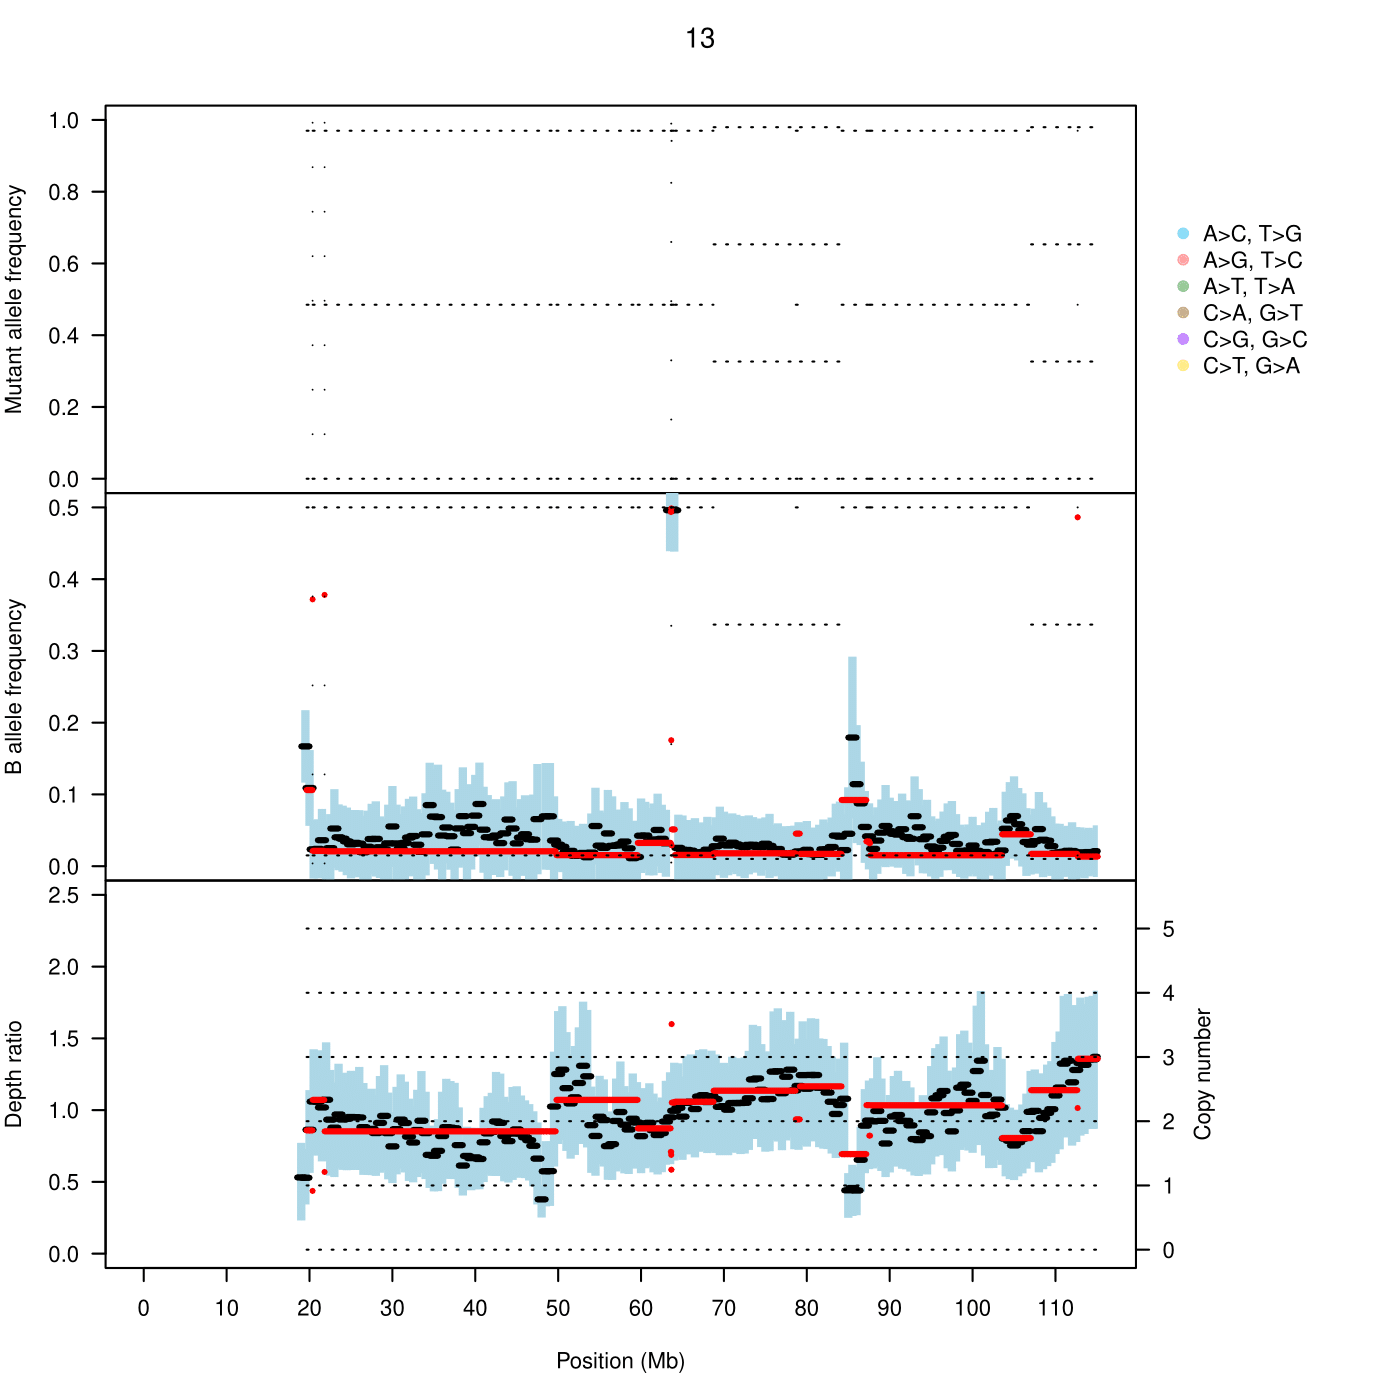 13
Mutant allele frequency
1.0
0.8
0.6
0.4
0.2
0.0
A>C, T>G
A>G, T>C
A>T, T>A
C>A, G>T
C>G, G>C
C>T, G>A
B allele frequency
0.5
0.4
0.3
0.2
0.1
0.0
Depth ratio
2.5
2.0
1.5
1.0
0.5
0.0
5
4
3
2
1
0
Copy number
0 10 20 30 40 50 60 70 80 90 100 110
Position (Mb)